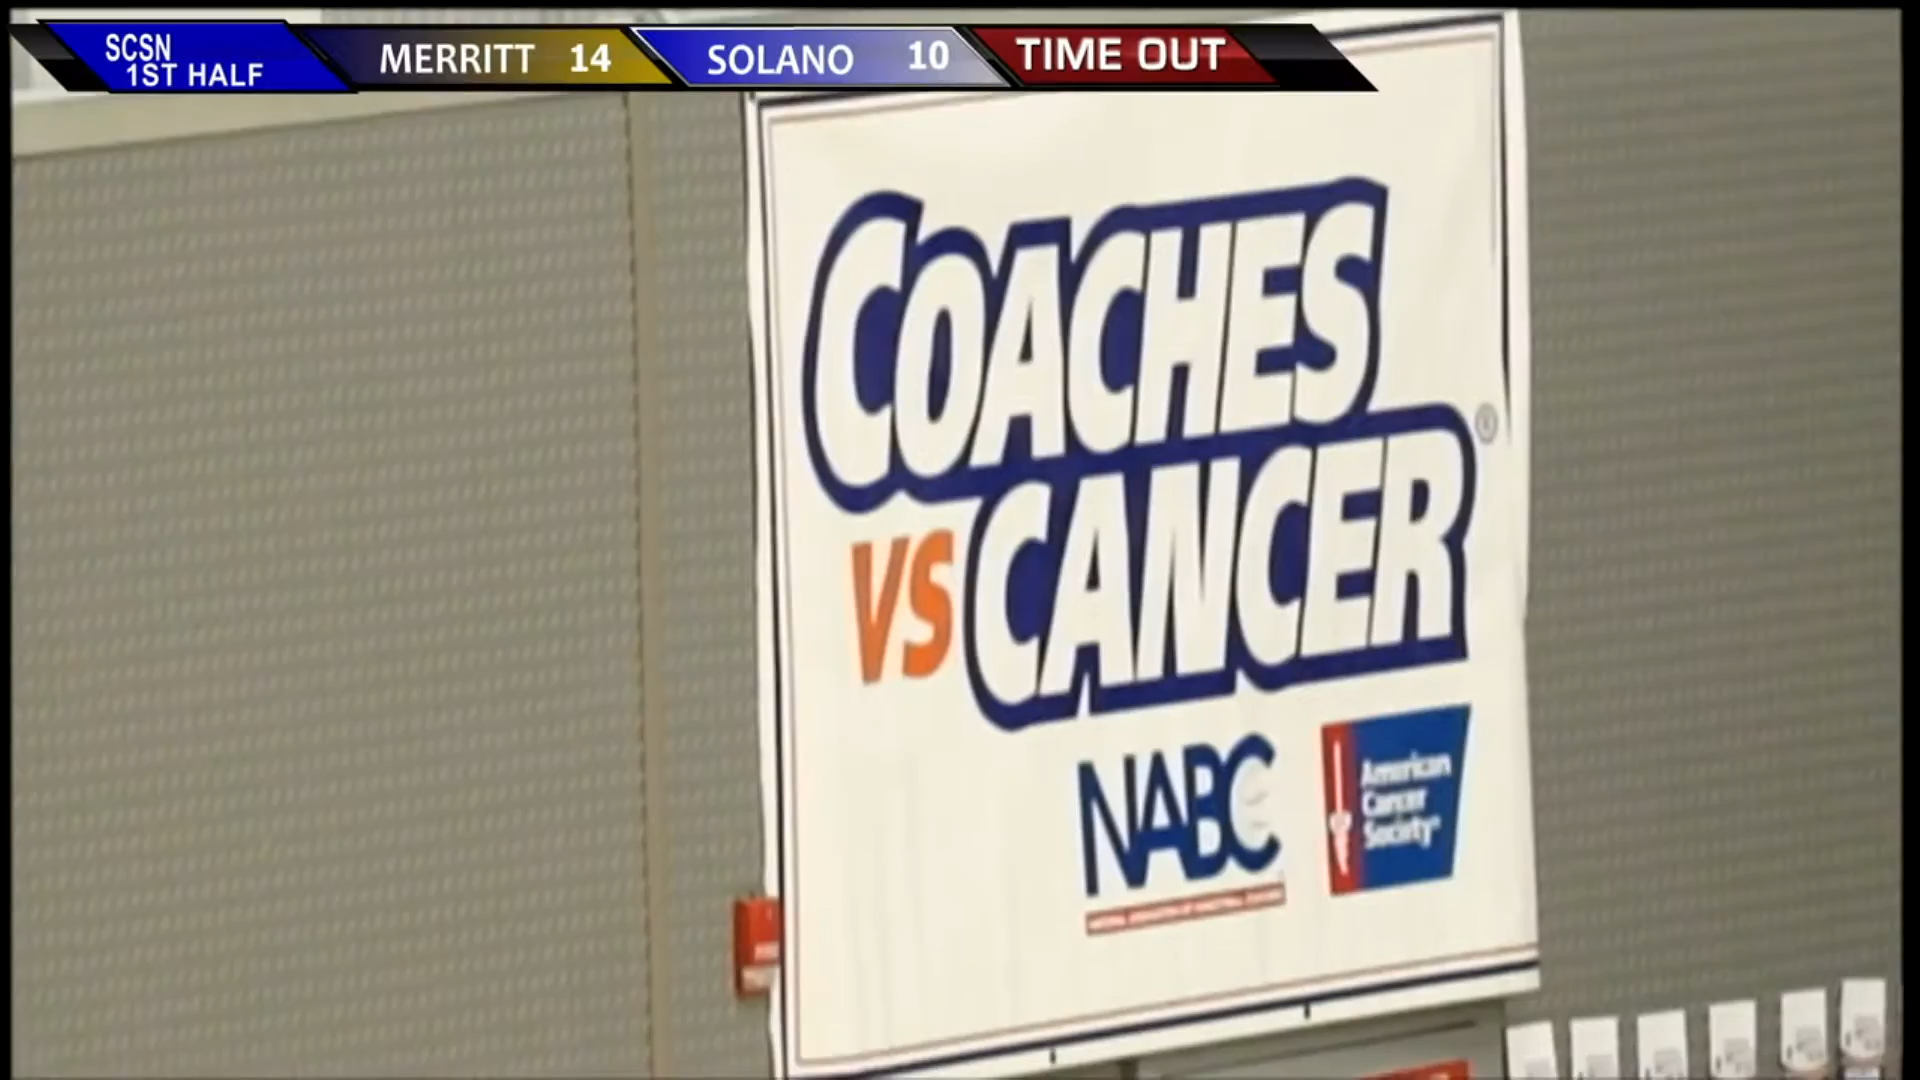 SCSN
1ST HALF
MERRITT 14
SOLANO 10
TIME OUT
COACHES
VS CANCER®
NABC
American
Cancer
Society®